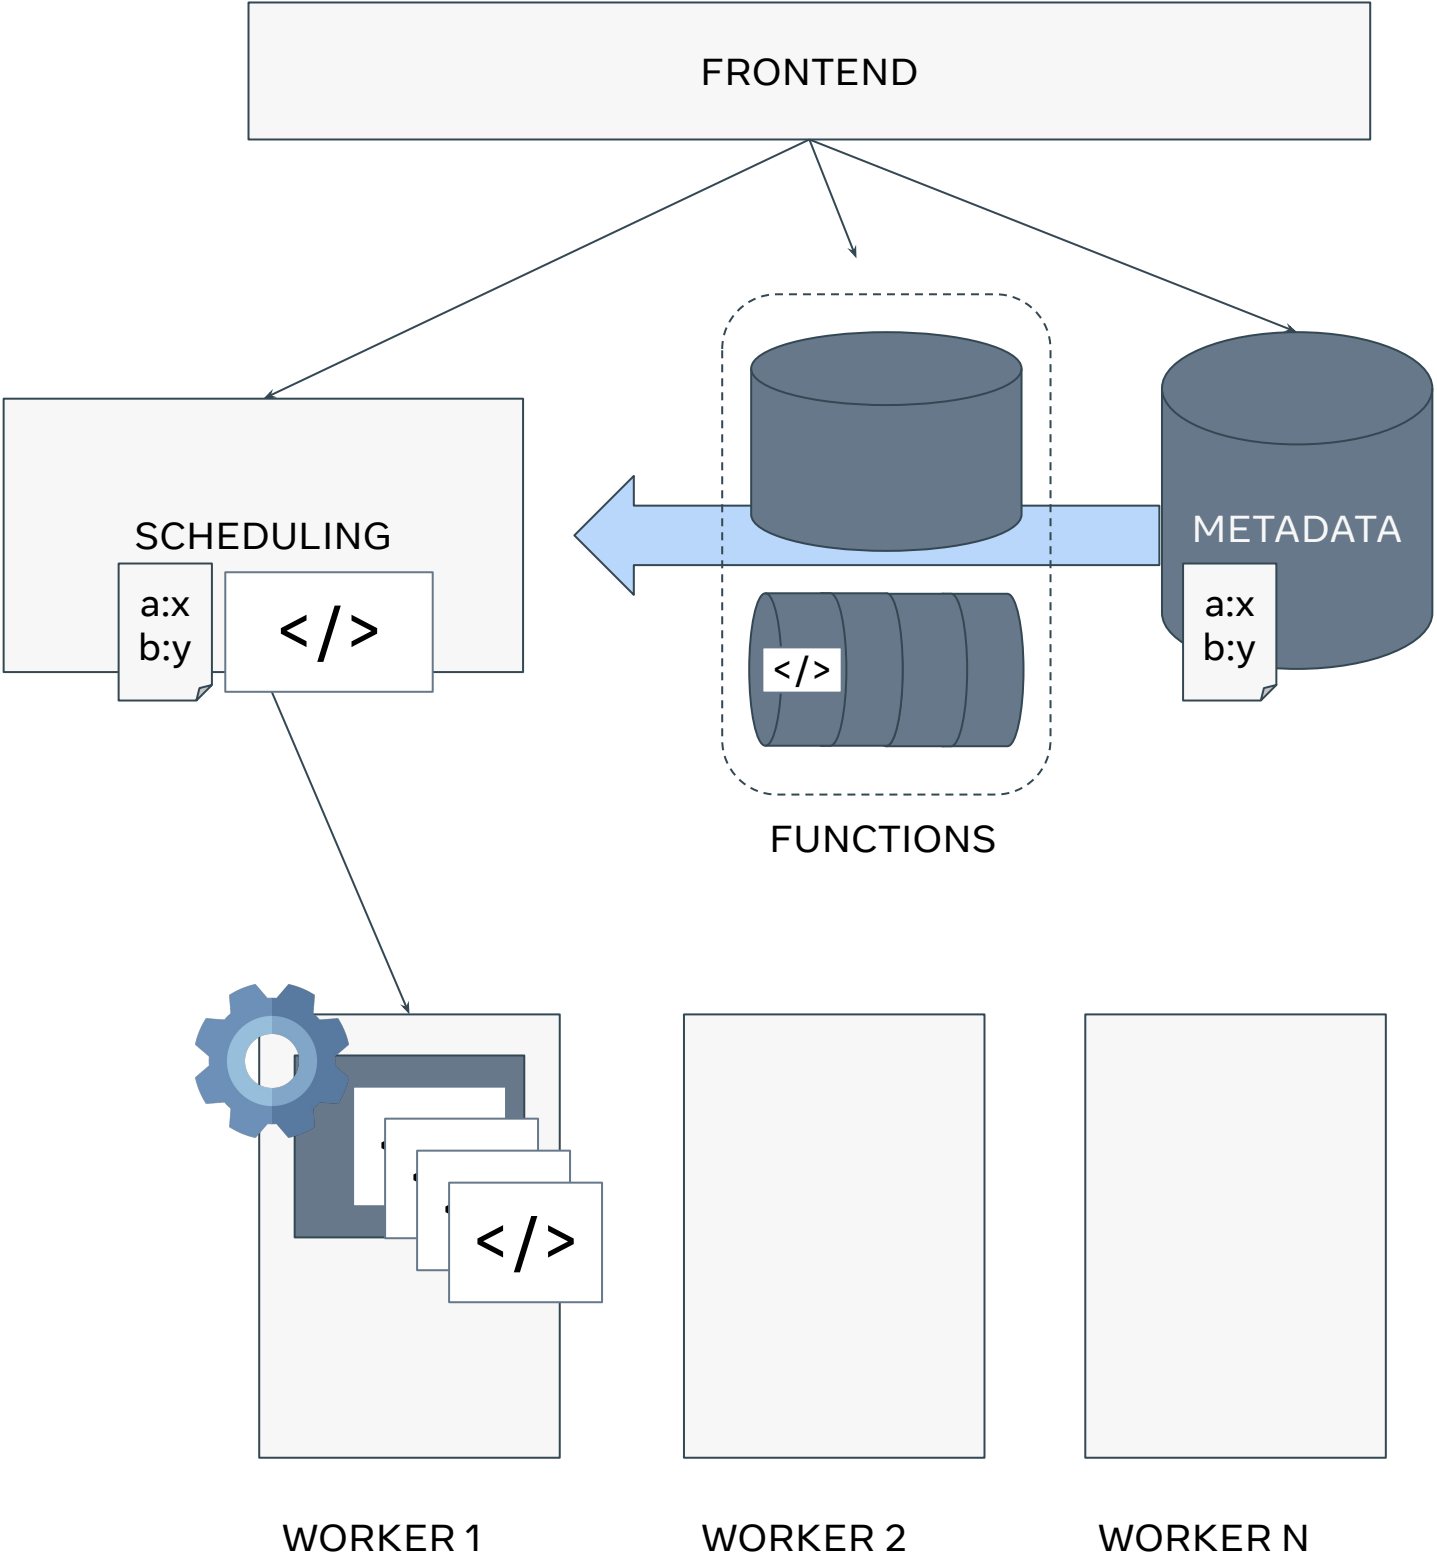 FRONTEND
SCHEDULING
a:x
b:y
</>
METADATA
a:x
b:y
</>
FUNCTIONS
</>
WORKER 1
WORKER 2
WORKER N